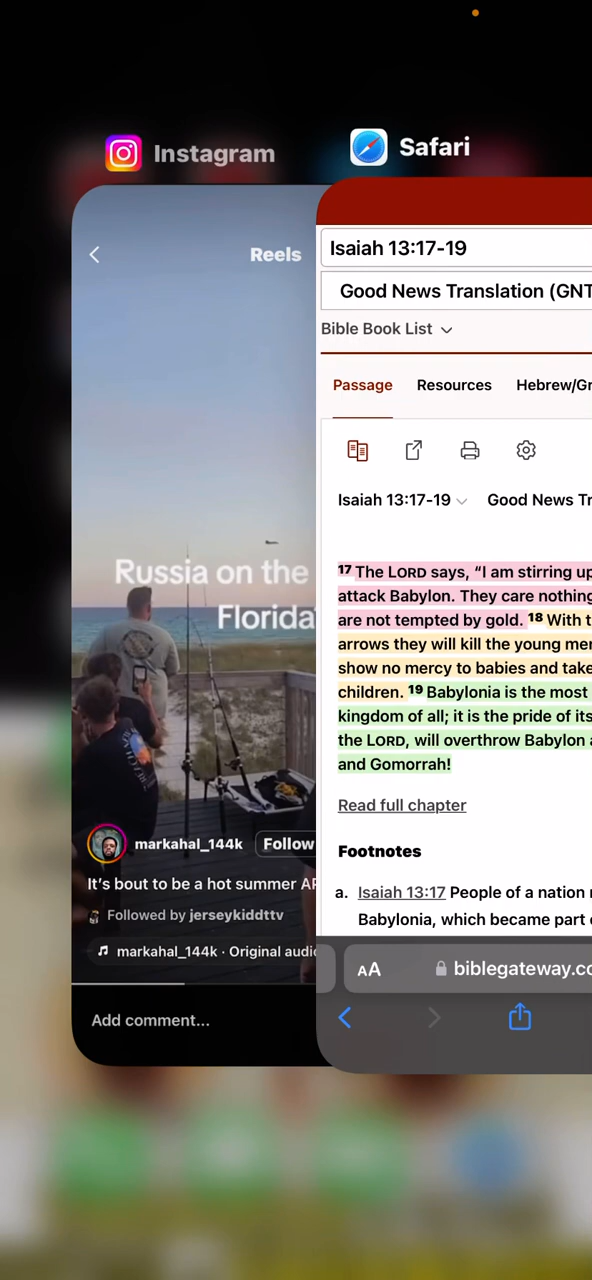 Instagram
Safari
Reels
Russia on the
Florida
markahal_144k
Follow
It's bout to be a hot summer
Followed by jerseykiddttv
markahal_144k · Original audio
Add comment...
Isaiah 13:17-19
Good News Translation (GNT
Bible Book List
Passage Resources Hebrew/Gr
Isaiah 13:17-19 Good News Tr
17 The LORD says, “I am stirring up
attack Babylon. They care nothing
are not tempted by gold. 18 With t
arrows they will kill the young me
show no mercy to babies and take
children. 19 Babylonia is the most
kingdom of all; it is the pride of its
the LORD, will overthrow Babylon a
and Gomorrah!
Read full chapter
Footnotes
a. Isaiah 13:17 People of a nation
Babylonia, which became part
AA biblegateway.co